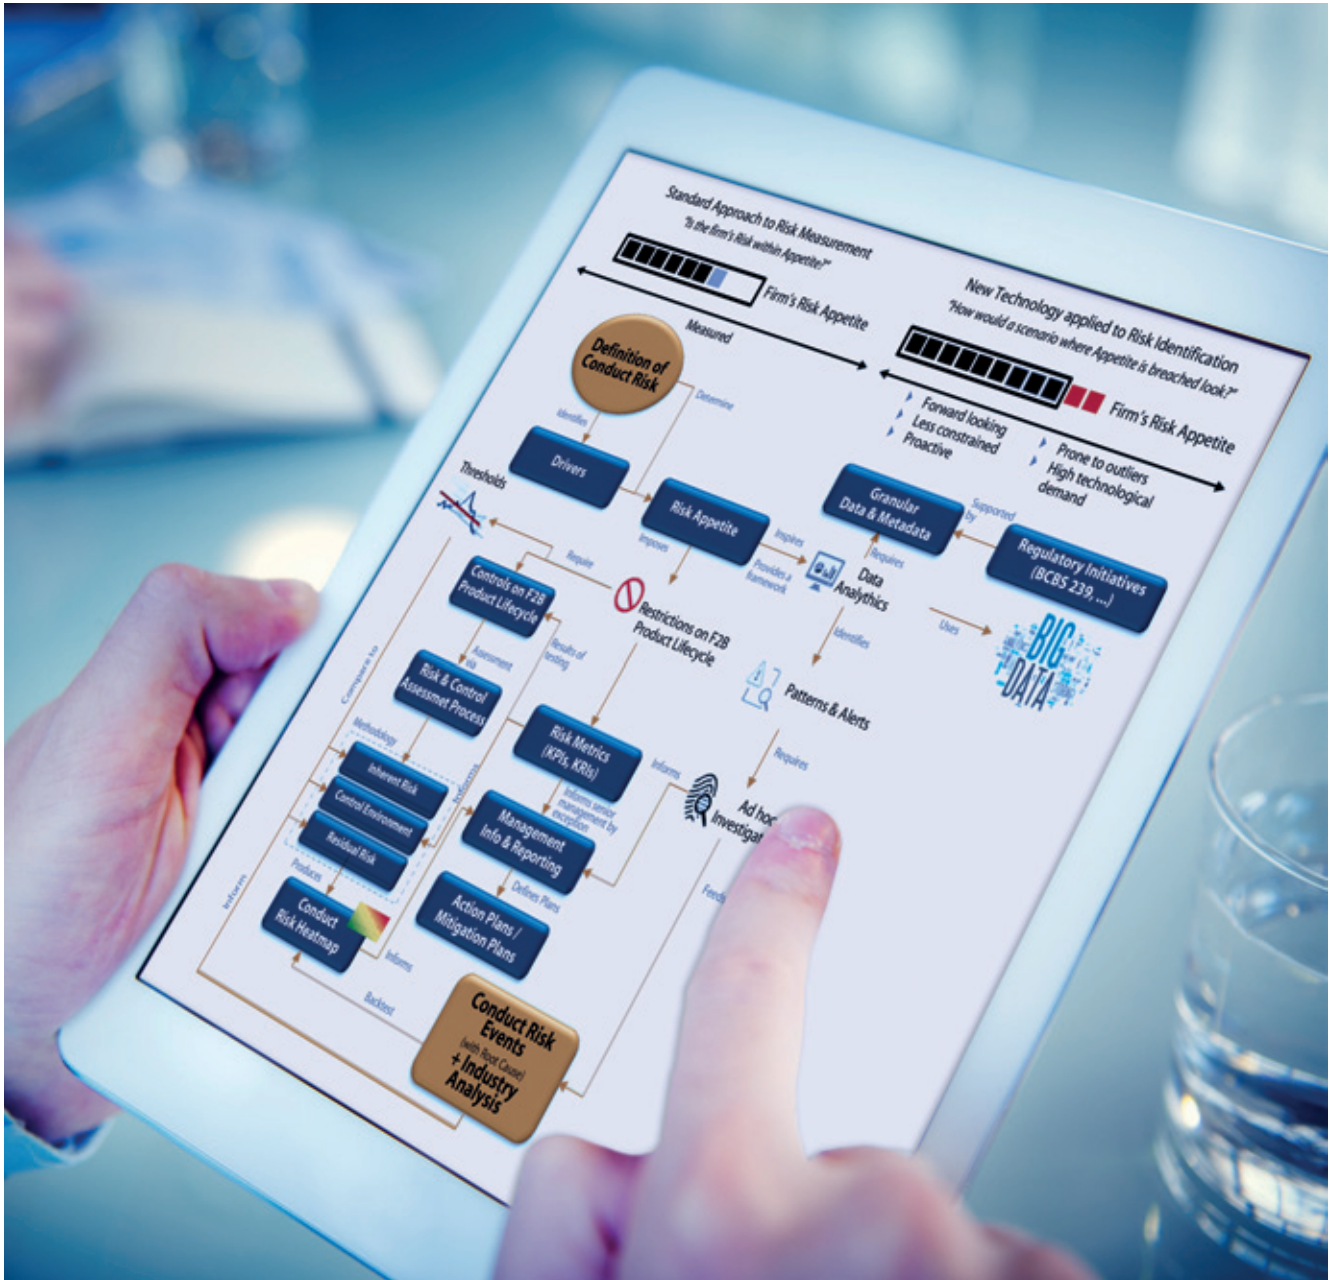 Standard Approach to Risk Measurement
"Is the firm's Risk within Appetite?"
Firm's Risk Appetite
Measured
New Technology applied to Risk Identification
"How would a scenario where Appetite is breached look?"
Firm's Risk Appetite
Forward looking
Less constrained
Proactive
Prone to outliers
High technological
demand
Definition of
Conduct Risk
Identifies
Determine
Drivers
Thresholds
Risk Appetite
Imposes
Inspires
Provides a
framework
Granular
Data & Metadata
Supported
by
Regulatory Initiatives
(BCBS 239, ...)
Requires
Data
Analythics
Uses
BIG
DATA
Identifies
Require
Controls on F2B
Product Lifecycle
Restrictions on F2B
Product Lifecycle
Assessment
via
Results of
testing
Risk & Control
Assessmet Process
Patterns & Alerts
Requires
Compare to
Methodology
Inherent Risk
Control Environment
Residual Risk
Informs
Risk Metrics
(KPIs, KRIs)
Informs senior
management by
exception
Informs
Ad hoc
Management
Info & Reporting
Defines Plans
Action Plans /
Mitigation Plans
Produces
Conduct
Risk Heatmap
Informs
Inform
Backtest
Conduct Risk
Events
(with Root Cause)
+ Industry
Analysis